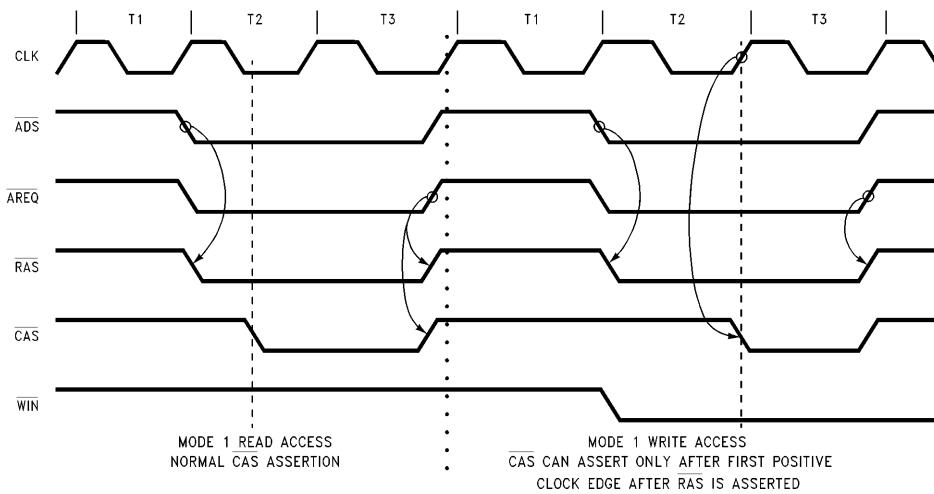 T1 T2 T3 T1 T2 T3
CLK
ADS
AREQ
RAS
CAS
WIN
MODE 1 READ ACCESS
NORMAL CAS ASSERTION
MODE 1 WRITE ACCESS
CAS CAN ASSERT ONLY AFTER FIRST POSITIVE
CLOCK EDGE AFTER RAS IS ASSERTED